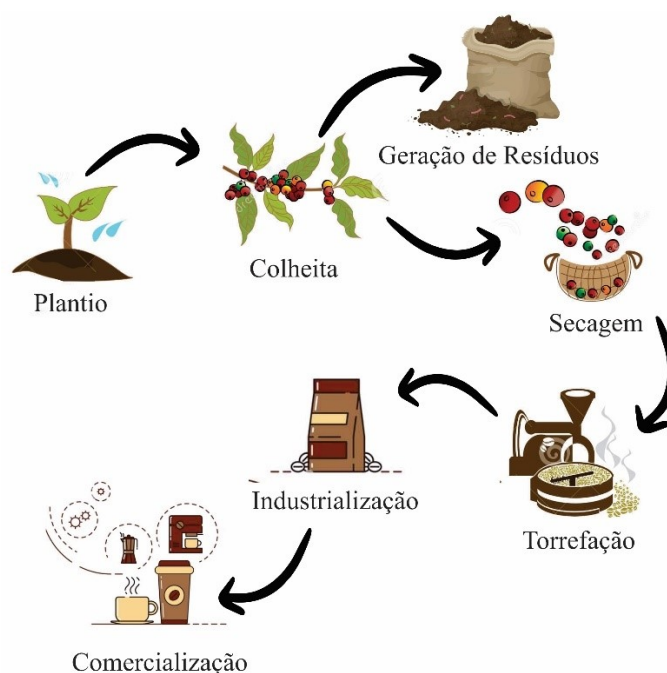 Geração de Resíduos
Plantio
Colheita
Secagem
Industrialização
Torrefação
Comercialização